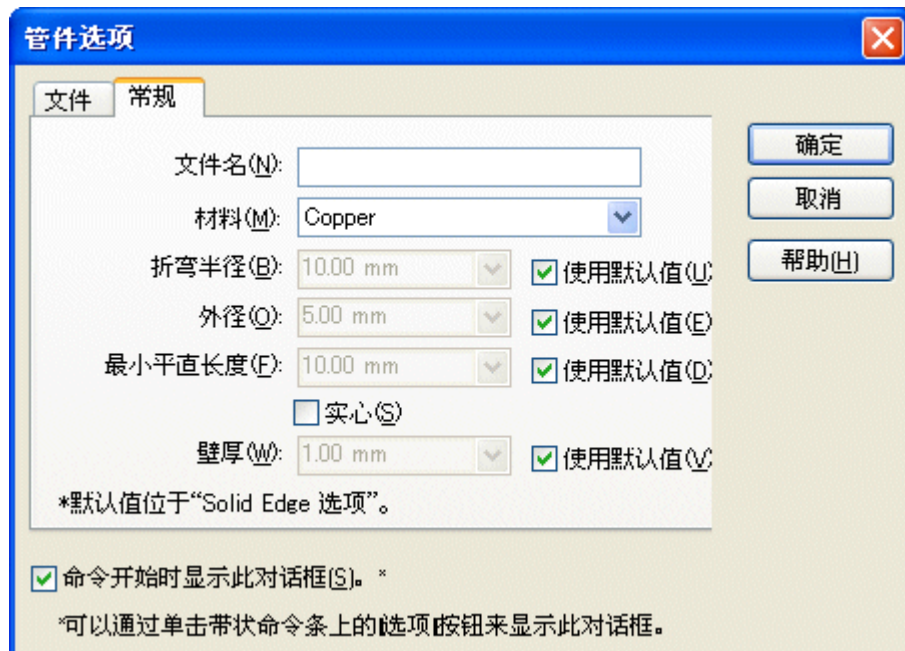 管件选项
文件 常规
文件名(N):
材料(M): Copper
折弯半径(B): 10.00 mm 使用默认值(U)
外径(O): 5.00 mm 使用默认值(E)
最小平直长度(F): 10.00 mm 使用默认值(D)
实心(S)
壁厚(W): 1.00 mm 使用默认值(V)
*默认值位于“Solid Edge 选项”。
确定
取消
帮助(H)
命令开始时显示此对话框(S)。*
*可以通过单击带状命令条上的选项按钮来显示此对话框。